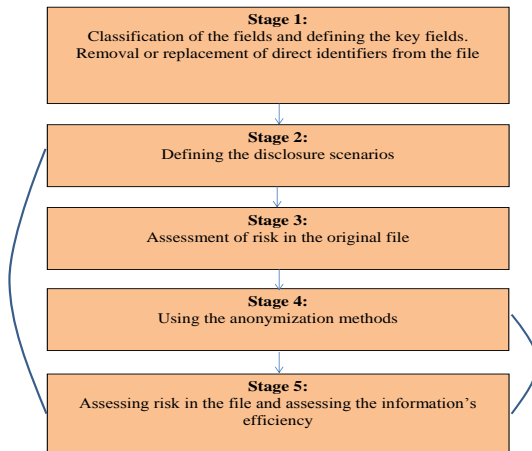 Stage 1:
Classification of the fields and defining the key fields.
Removal or replacement of direct identifiers from the file
Stage 2:
Defining the disclosure scenarios
Stage 3:
Assessment of risk in the original file
Stage 4:
Using the anonymization methods
Stage 5:
Assessing risk in the file and assessing the information's
efficiency